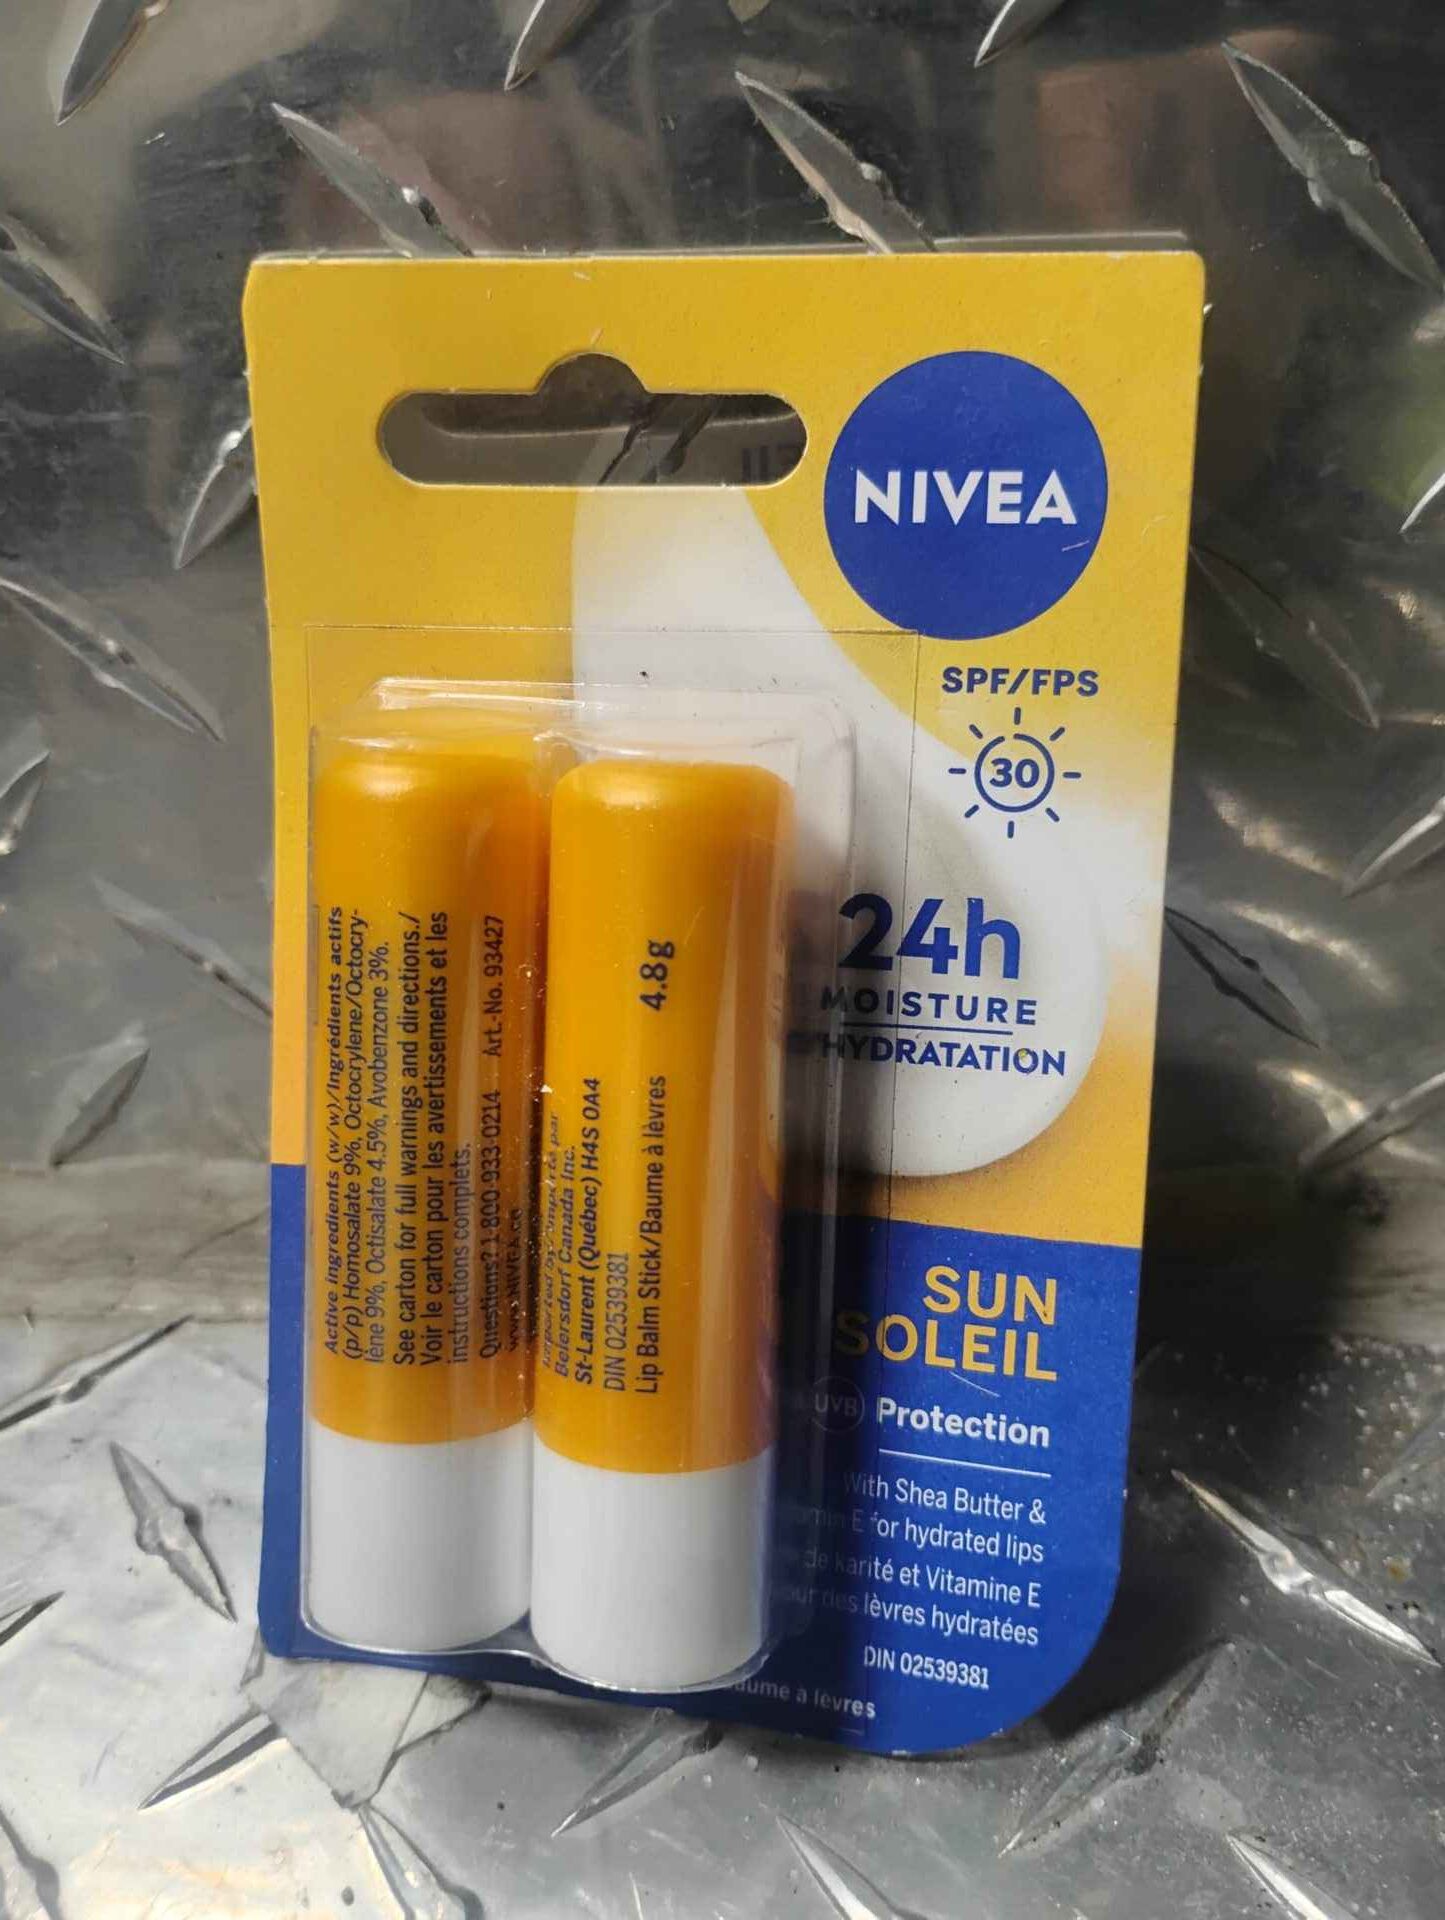 NIVEA
SPF/FPS
30
24h
MOISTURE
HYDRATATION
SUN
SOLEIL
UVB Protection
With Shea Butter &
E for hydrated lips
de karité et Vitamine E
des lèvres hydratées
DIN 02539381
à lèvres
Active ingredients (w/w)/Ingrédients actifs
(p/p) Homosalate 9%, Octocrylene/Octocry-
lène 9%, Octisalate 4.5%, Avobenzone 3%.
See carton for full warnings and directions./
Voir le carton pour les avertissements et les
instructions complets.
Questions? 1-800-933-0214 Art.-No. 93427
www.NIVEA.ca
Imported by/Importé par
Beiersdorf Canada Inc.
St-Laurent (Québec) H4S 0A4
DIN 02539381
Lip Balm Stick/Baume à lèvres 4.8g